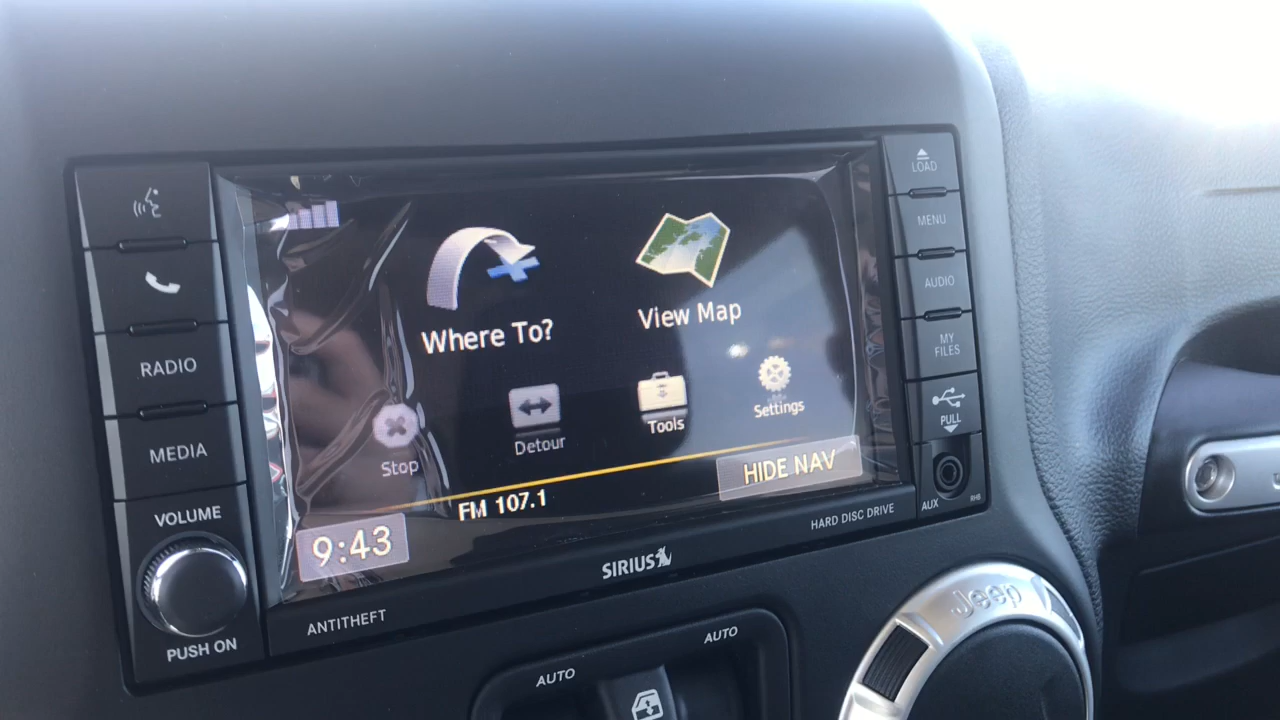 LOAD
MENU
AUDIO
MY
FILES
PULL
AUX
RHB
RADIO
MEDIA
VOLUME
PUSH ON
Where To?
View Map
Stop
Detour
Tools
Settings
FM 107.1
HIDE NAV
9:43
SIRIUS
HARD DISC DRIVE
ANTITHEFT
AUTO
AUTO
Jeep